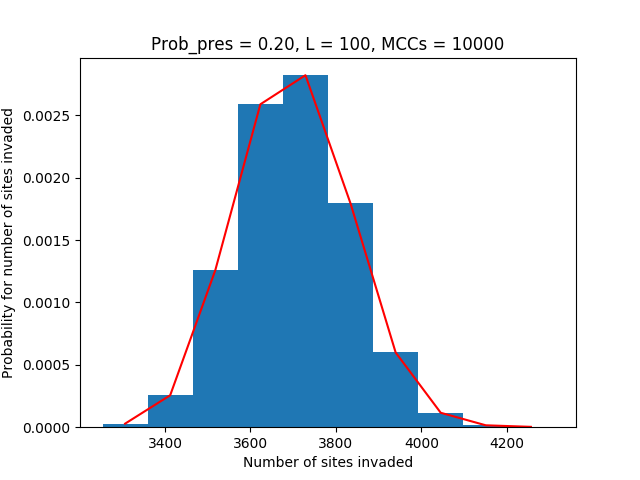 Prob_pres = 0.20, L = 100, MCCs = 10000
Probability for number of sites invaded
0.0025
0.0020
0.0015
0.0010
0.0005
0.0000
3400 3600 3800 4000 4200
Number of sites invaded